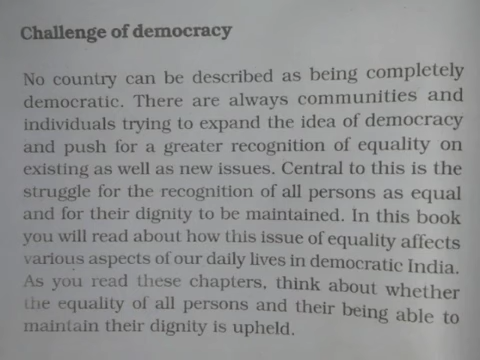 Challenge of democracy
No country can be described as being completely
democratic. There are always communities and
individuals trying to expand the idea of democracy
and push for a greater recognition of equality on
existing as well as new issues. Central to this is the
struggle for the recognition of all persons as equal
and for their dignity to be maintained. In this book
you will read about how this issue of equality affects
various aspects of our daily lives in democratic India.
As you read these chapters, think about whether
the equality of all persons and their being able to
maintain their dignity is upheld.